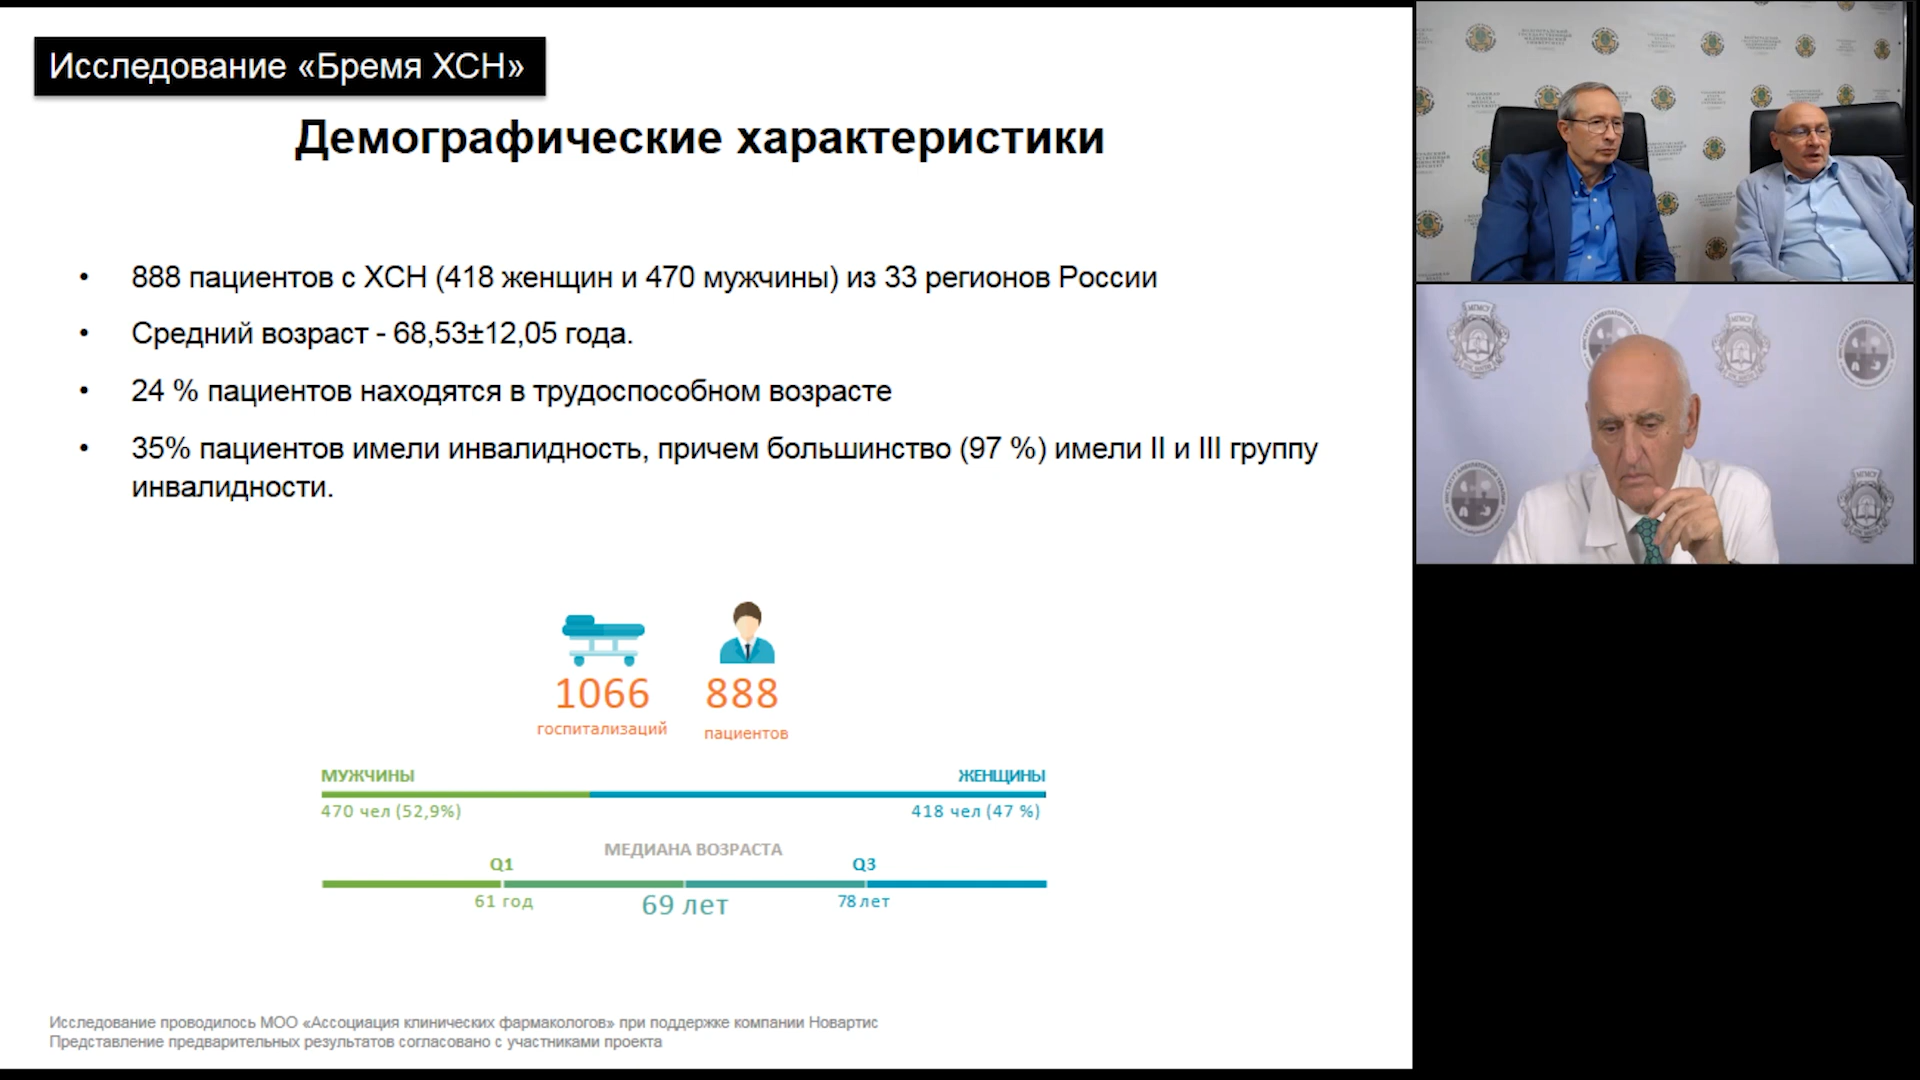 Исследование «Бремя ХСН»
Демографические характеристики
• 888 пациентов с ХСН (418 женщин и 470 мужчины) из 33 регионов России
• Средний возраст - 68,53±12,05 года.
• 24 % пациентов находятся в трудоспособном возрасте
• 35% пациентов имели инвалидность, причем большинство (97 %) имели II и III группу
инвалидности.
1066 888
госпитализаций пациентов
МУЖЧИНЫ ЖЕНЩИНЫ
470 чел (52,9%) 418 чел (47 %)
МЕДИАНА ВОЗРАСТА
Q1 Q3
61 год 69 лет 78 лет
Исследование проводилось МОО «Ассоциация клинических фармакологов» при поддержке компании Новартис
Представление предварительных результатов согласовано с участниками проекта
МГМСУ